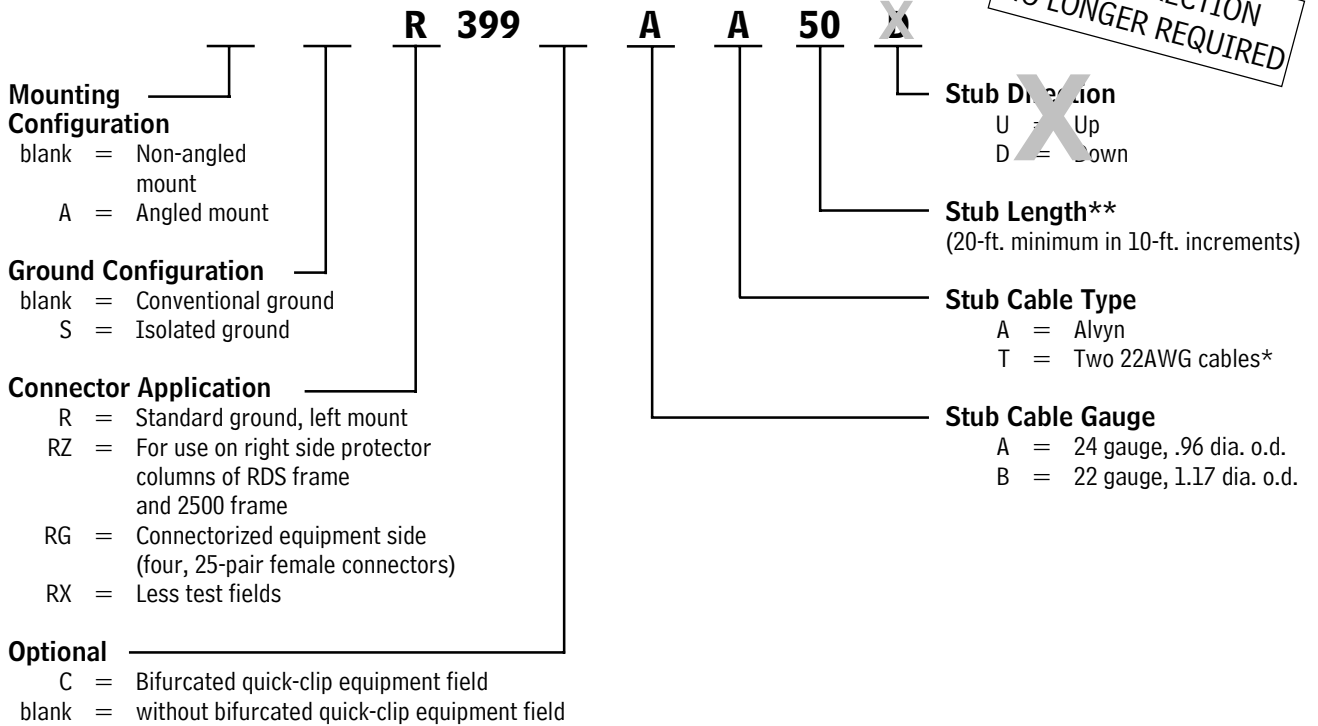 R 399 A A 50 D
NO LONGER REQUIRED
Mounting
Configuration
blank = Non-angled
mount
A = Angled mount
Ground Configuration
blank = Conventional ground
S = Isolated ground
Connector Application
R = Standard ground, left mount
RZ = For use on right side protector
columns of RDS frame
and 2500 frame
RG = Connectorized equipment side
(four, 25-pair female connectors)
RX = Less test fields
Optional
C = Bifurcated quick-clip equipment field
blank = without bifurcated quick-clip equipment field
Stub Direction
U = Up
D = Down
Stub Length**
(20-ft. minimum in 10-ft. increments)
Stub Cable Type
A = Alvyn
T = Two 22AWG cables*
Stub Cable Gauge
A = 24 gauge, .96 dia. o.d.
B = 22 gauge, 1.17 dia. o.d.